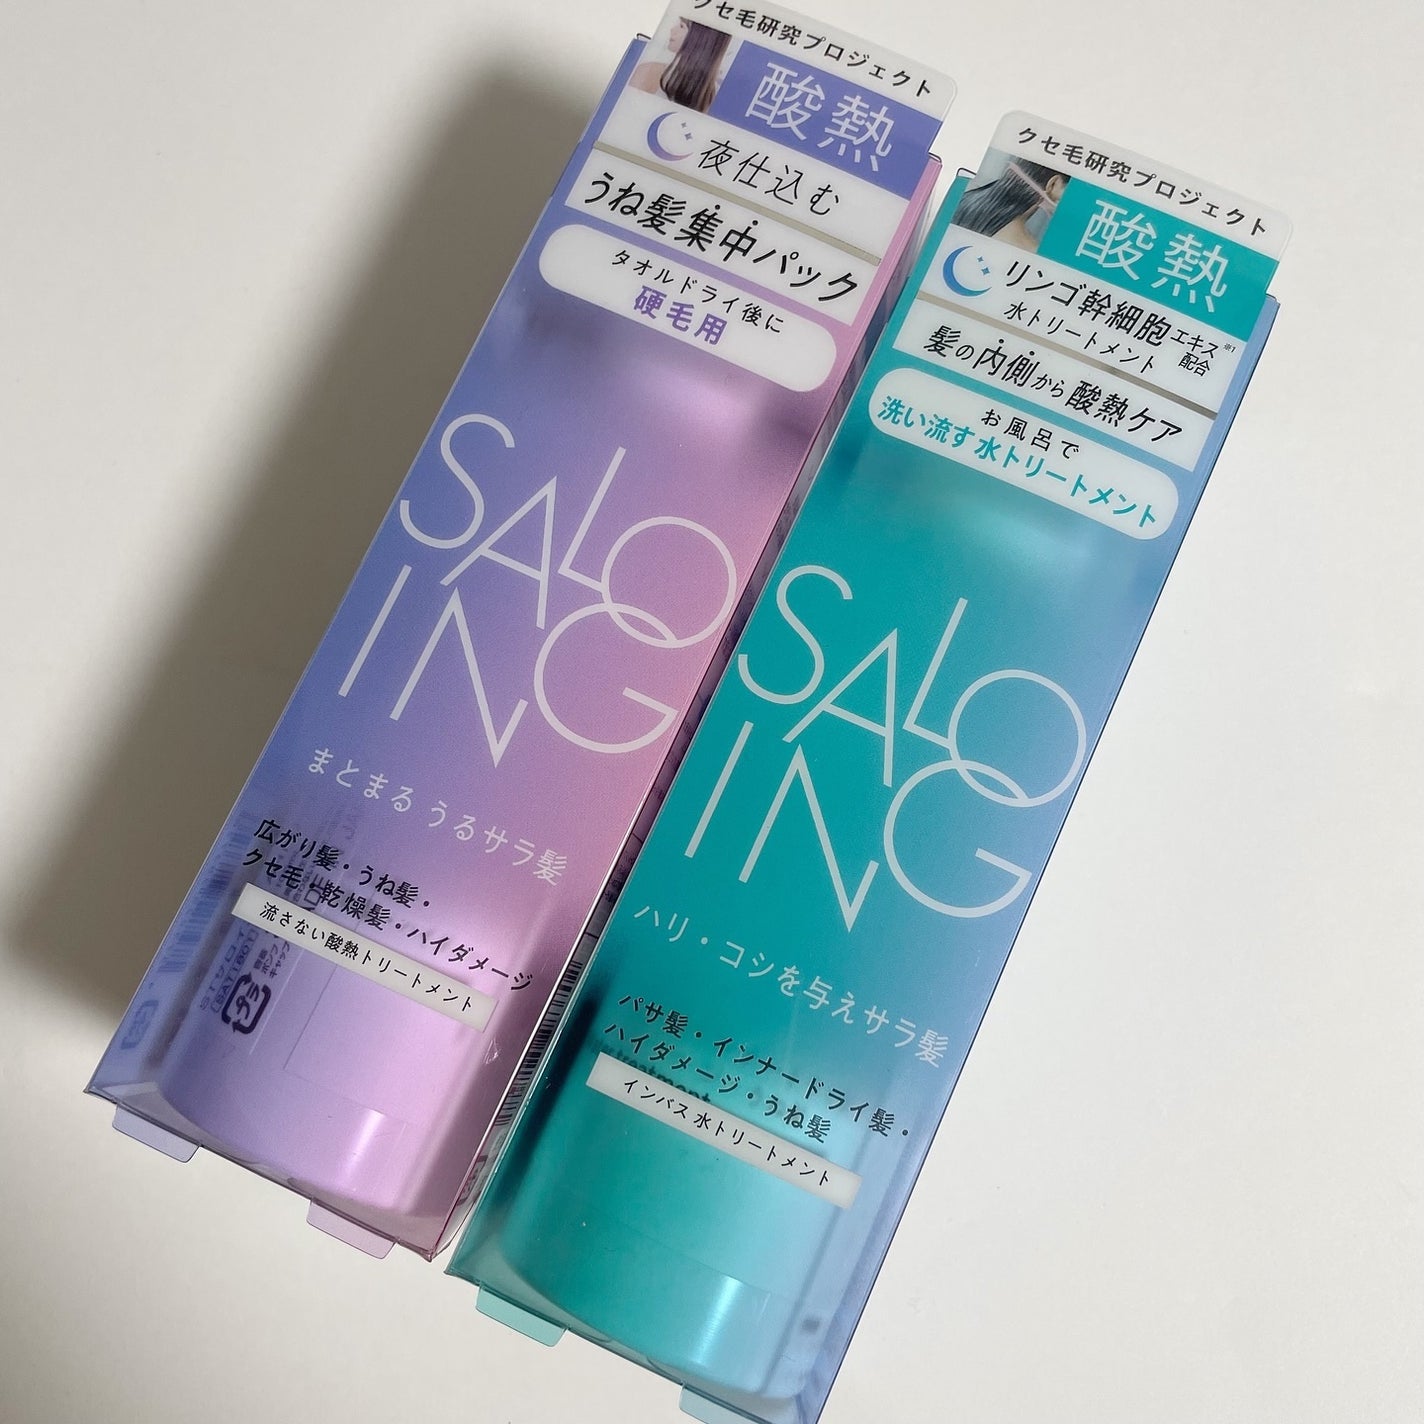 クセ毛研究プロジェクト
酸熱
夜仕込む
うね髪集中パック
タオルドライ後に
硬毛用
SALO
ING
まとまる うるサラ髪
広がり髪・うね髪・
クセ毛・乾燥髪・ハイダメージ
流さない酸熱トリートメント
クセ毛研究プロジェクト
酸熱
リンゴ幹細胞エキス※1
水トリートメント 配合
髪の内側から酸熱ケア
お風呂で
洗い流す水トリートメント
SALO
ING
ハリ・コシを与えサラ髪
パサ髪・インナードライ髪・
ハイダメージ・うね髪
インバス 水トリートメント